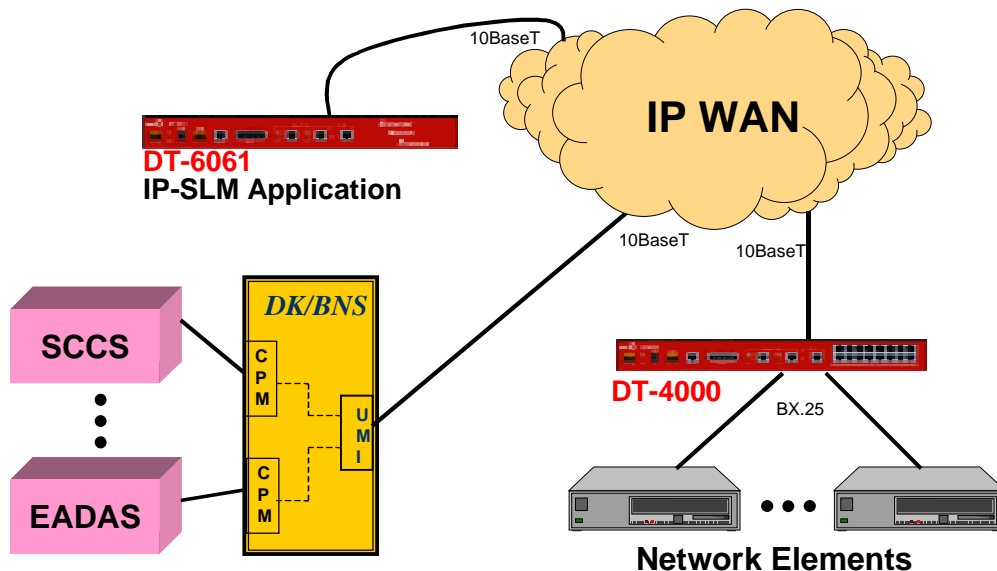 10BaseT
IP WAN
DT-6061
IP-SLM Application
10BaseT
10BaseT
DK/BNS
SCCS
CPM
UMI
CPM
EADAS
DT-4000
BX.25
Network Elements